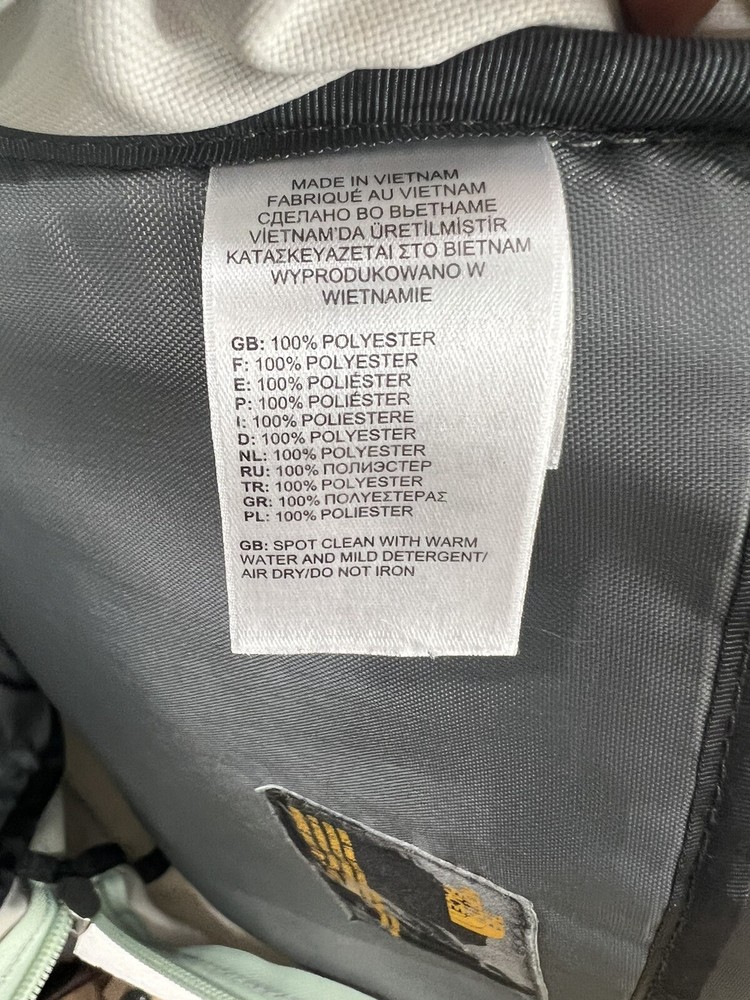 MADE IN VIETNAM
FABRIQUÉ AU VIETNAM
СДЕЛАНО ВО ВЬЕТНАМЕ
VİETNAM'DA ÜRETİLMİŞTİR
ΚΑΤΑΣΚΕΥΑΖΕΤΑΙ ΣΤΟ ΒΙΕΤΝΑΜ
WYPRODUKOWANO W
WIETNAMIE
GB: 100% POLYESTER
F: 100% POLYESTER
E: 100% POLIÉSTER
P: 100% POLIÉSTER
I: 100% POLIESTERE
D: 100% POLYESTER
NL: 100% POLYESTER
RU: 100% ПОЛИЭСТЕР
TR: 100% POLYESTER
GR: 100% ΠΟΛΥΕΣΤΕΡΑΣ
PL: 100% POLIESTER
GB: SPOT CLEAN WITH WARM
WATER AND MILD DETERGENT/
AIR DRY/DO NOT IRON